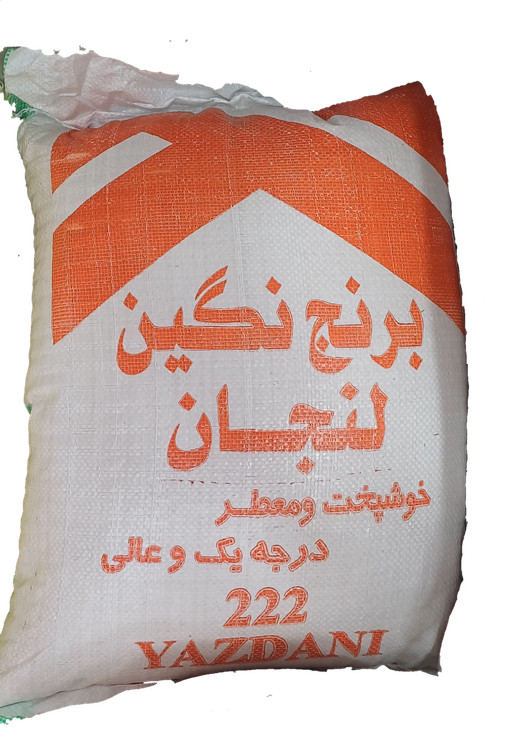 برنج نگین
لنجان
خوشپخت ومعطر
درجه یک و عالی
222
YAZDANI